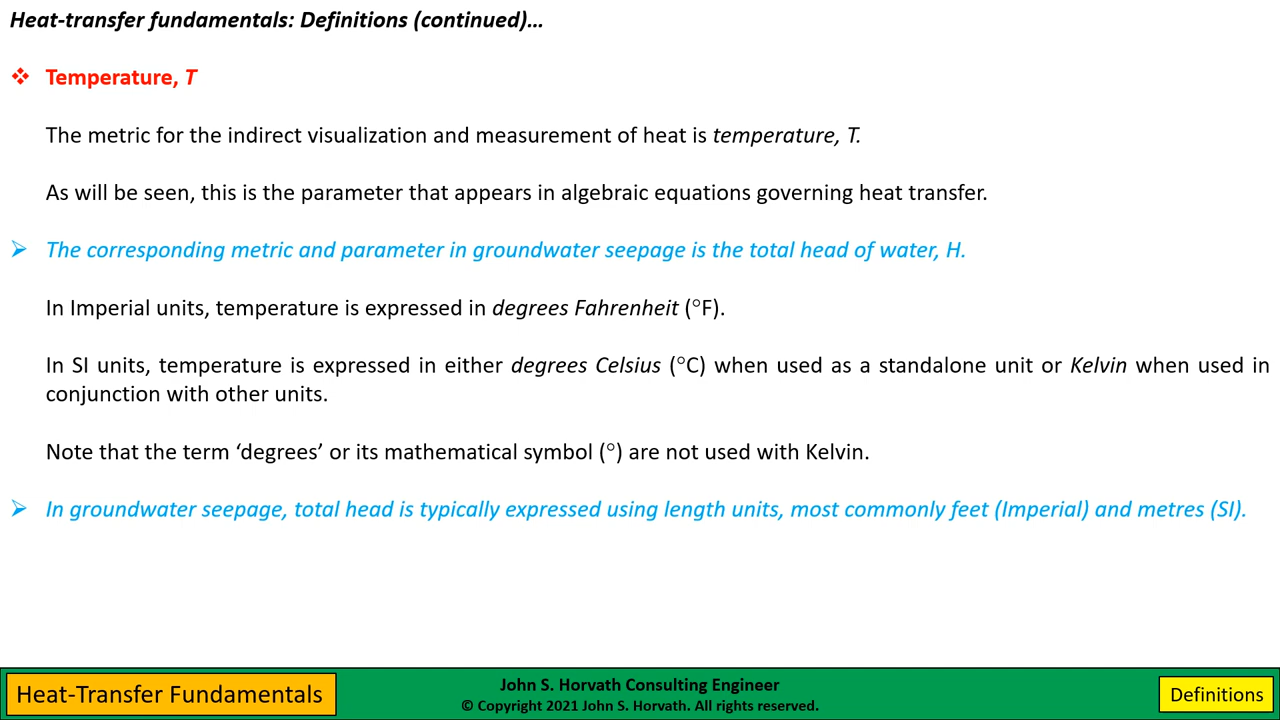 Heat-transfer fundamentals: Definitions (continued)…
❖ Temperature, T
The metric for the indirect visualization and measurement of heat is temperature, T.
As will be seen, this is the parameter that appears in algebraic equations governing heat transfer.
➢ The corresponding metric and parameter in groundwater seepage is the total head of water, H.
In Imperial units, temperature is expressed in degrees Fahrenheit (°F).
In SI units, temperature is expressed in either degrees Celsius (°C) when used as a standalone unit or Kelvin when used in
conjunction with other units.
Note that the term ‘degrees’ or its mathematical symbol (°) are not used with Kelvin.
➢ In groundwater seepage, total head is typically expressed using length units, most commonly feet (Imperial) and metres (SI).
Heat-Transfer Fundamentals
John S. Horvath Consulting Engineer
© Copyright 2021 John S. Horvath. All rights reserved.
Definitions